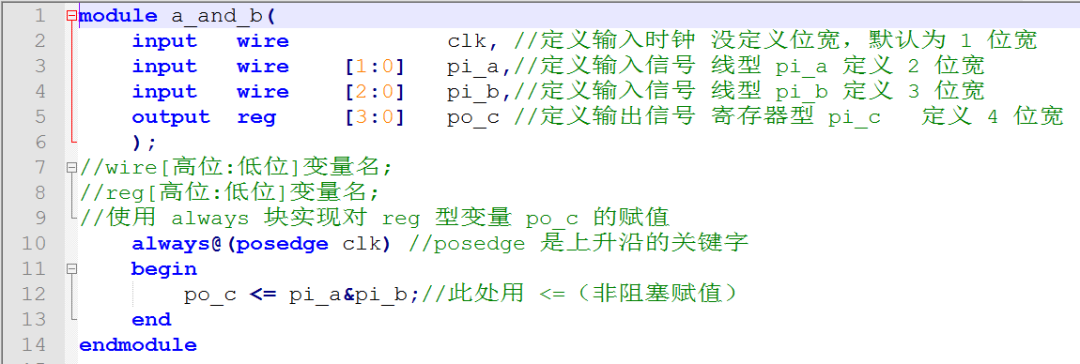 1 module a_and_b(
2 input wire clk, //定义输入时钟 没定义位宽，默认为 1 位宽
3 input wire [1:0] pi_a,//定义输入信号 线型 pi_a 定义 2 位宽
4 input wire [2:0] pi_b,//定义输入信号 线型 pi_b 定义 3 位宽
5 output reg [3:0] po_c //定义输出信号 寄存器型 pi_c 定义 4 位宽
6 );
7 //wire[高位:低位]变量名;
8 //reg[高位:低位]变量名;
9 //使用 always 块实现对 reg 型变量 po_c 的赋值
10 always@(posedge clk) //posedge 是上升沿的关键字
11 begin
12 po_c <= pi_a&pi_b;//此处用 <=（非阻塞赋值）
13 end
14 endmodule